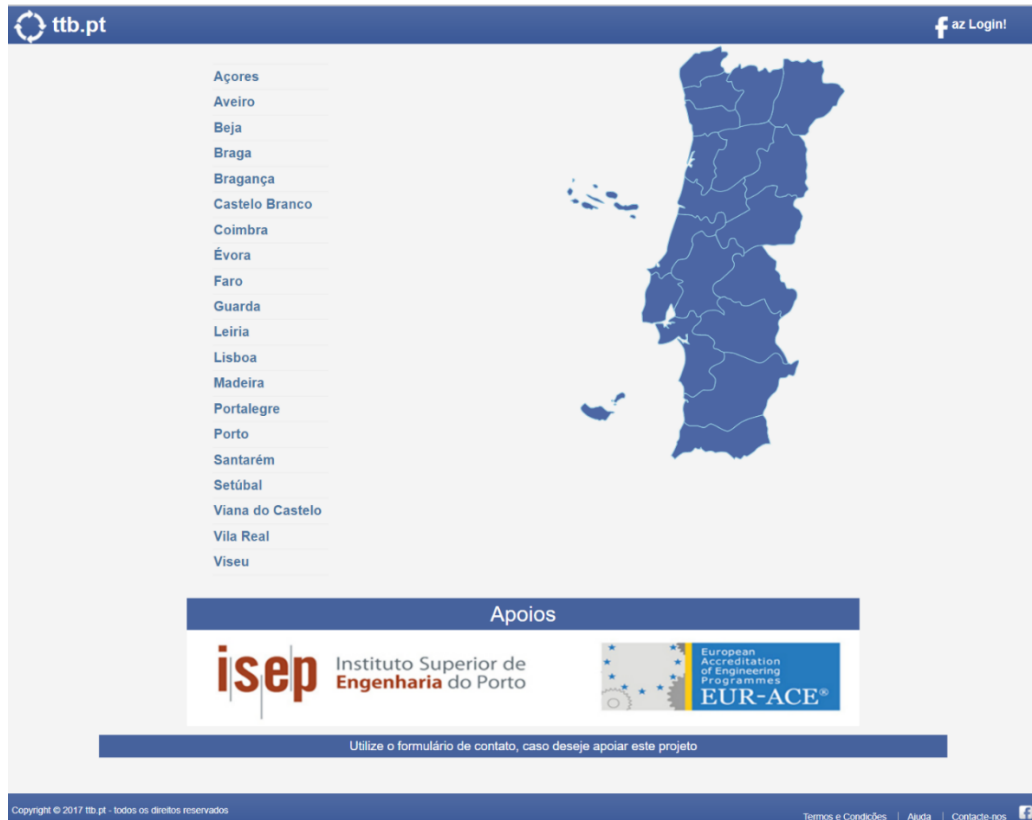 ttb.pt
az Login!
Açores
Aveiro
Beja
Braga
Bragança
Castelo Branco
Coimbra
Évora
Faro
Guarda
Leiria
Lisboa
Madeira
Portalegre
Porto
Santarém
Setúbal
Viana do Castelo
Vila Real
Viseu
Apoios
isep
Instituto Superior de
Engenharia do Porto
European
Accreditation
of Engineering
Programmes
EUR-ACE®
Utilize o formulário de contato, caso deseje apoiar este projeto
Copyright © 2017 ttb.pt - todos os direitos reservados
Termos e Condições | Ajuda | Contacte-nos